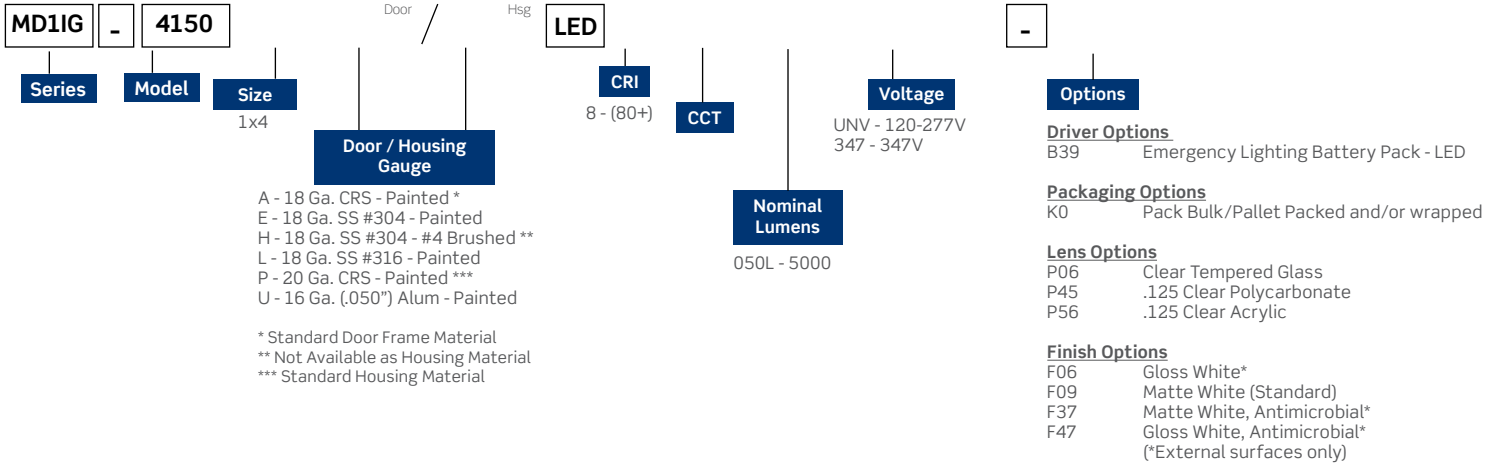 Door / Hsg
MD1IG - 4150 LED -
Series
Model
Size
1x4
Door / Housing
Gauge
A - 18 Ga. CRS - Painted *
E - 18 Ga. SS #304 - Painted
H - 18 Ga. SS #304 - #4 Brushed **
L - 18 Ga. SS #316 - Painted
P - 20 Ga. CRS - Painted ***
U - 16 Ga. (.050”) Alum - Painted
* Standard Door Frame Material
** Not Available as Housing Material
*** Standard Housing Material
CRI
8 - (80+)
CCT
Nominal
Lumens
050L - 5000
Voltage
UNV - 120-277V
347 - 347V
Options
Driver Options
B39 Emergency Lighting Battery Pack - LED
Packaging Options
K0 Pack Bulk/Pallet Packed and/or wrapped
Lens Options
P06 Clear Tempered Glass
P45 .125 Clear Polycarbonate
P56 .125 Clear Acrylic
Finish Options
F06 Gloss White*
F09 Matte White (Standard)
F37 Matte White, Antimicrobial*
F47 Gloss White, Antimicrobial*
(*External surfaces only)